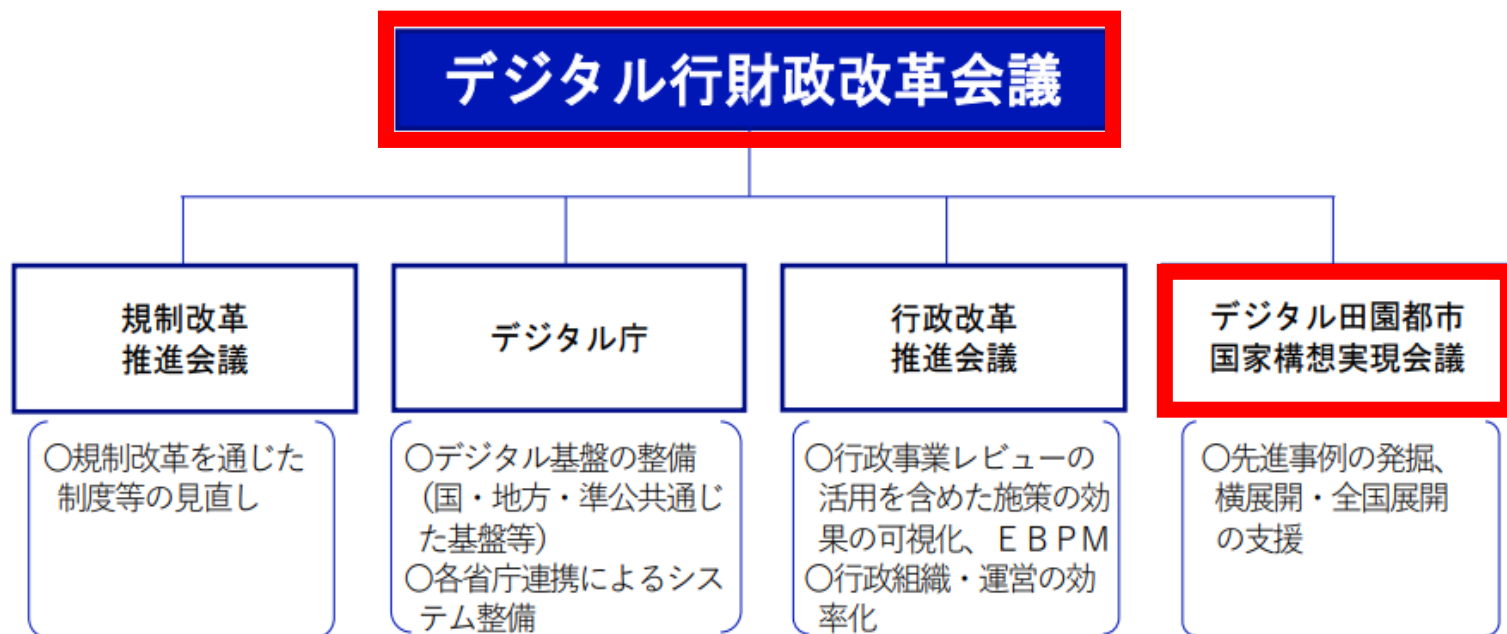 デジタル行財政改革会議
規制改革
推進会議
デジタル庁
行政改革
推進会議
デジタル田園都市
国家構想実現会議
〇規制改革を通じた
制度等の見直し
〇デジタル基盤の整備
(国・地方・準公共通じ
た基盤等)
〇各省庁連携によるシス
テム整備
〇行政事業レビューの
活用を含めた施策の効
果の可視化、ＥＢＰＭ
〇行政組織・運営の効
率化
〇先進事例の発掘、
横展開・全国展開
の支援